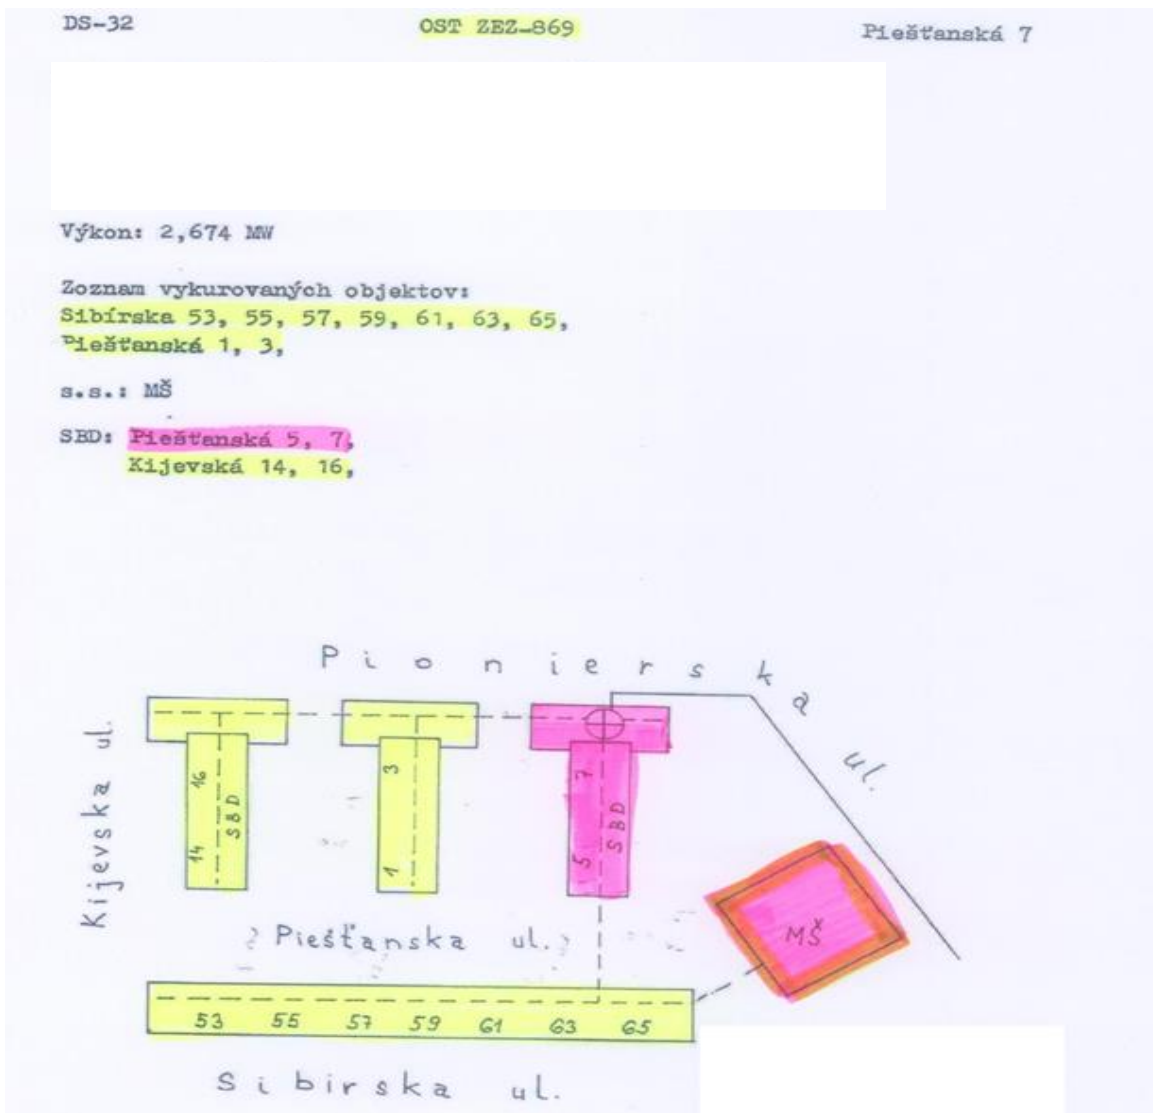 DS-32 OST ZEZ-869 Piešťanská 7
Výkon: 2,674 MW
Zoznam vykurovaných objektov:
Sibírska 53, 55, 57, 59, 61, 63, 65,
Piešťanská 1, 3,
s.s.: MŠ
SBD: Piešťanská 5, 7,
Kijevská 14, 16,
Pionierska ul.
Kijevska ul.
14 16 SBD
1 3
5 7 SBD
MŠ
Piešťanska ul.
53 55 57 59 61 63 65
Sibirska ul.